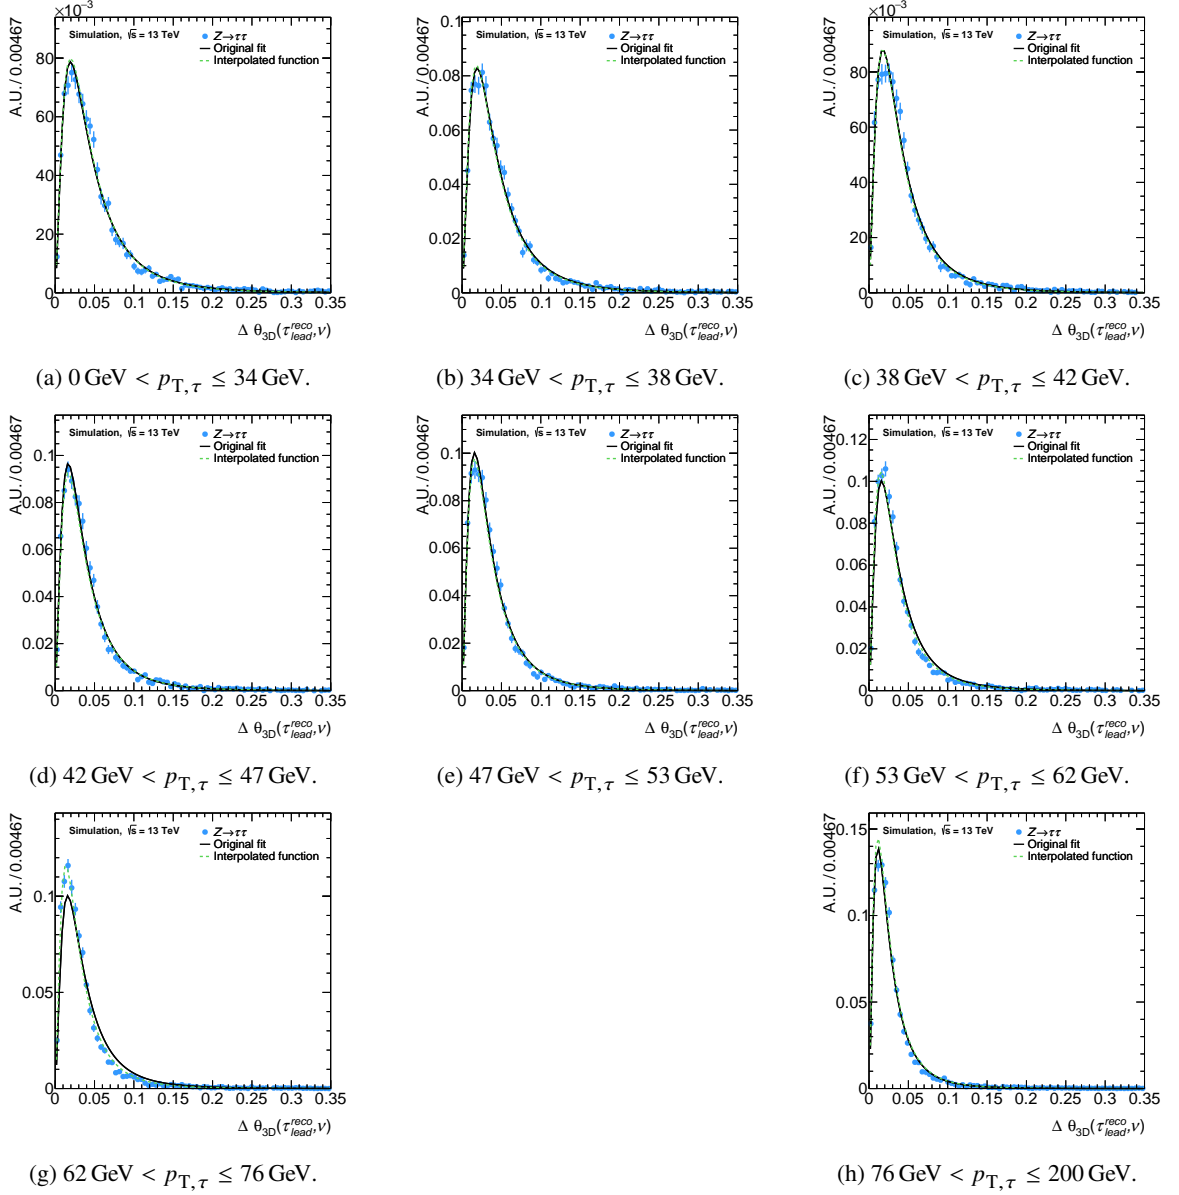 ×10⁻³
A.U. / 0.00467
Simulation, √s = 13 TeV
Z→ττ
Original fit
Interpolated function
80
60
40
20
0
0 0.05 0.1 0.15 0.2 0.25 0.3 0.35
Δ θ3D(τ^reco_lead,ν)
(a) 0 GeV < pT,τ ≤ 34 GeV.
A.U. / 0.00467
Simulation, √s = 13 TeV
Z→ττ
Original fit
Interpolated function
0.1
0.08
0.06
0.04
0.02
0
0 0.05 0.1 0.15 0.2 0.25 0.3 0.35
Δ θ3D(τ^reco_lead,ν)
(b) 34 GeV < pT,τ ≤ 38 GeV.
×10⁻³
A.U. / 0.00467
Simulation, √s = 13 TeV
Z→ττ
Original fit
Interpolated function
80
60
40
20
0
0 0.05 0.1 0.15 0.2 0.25 0.3 0.35
Δ θ3D(τ^reco_lead,ν)
(c) 38 GeV < pT,τ ≤ 42 GeV.
A.U. / 0.00467
Simulation, √s = 13 TeV
Z→ττ
Original fit
Interpolated function
0.1
0.08
0.06
0.04
0.02
0
0 0.05 0.1 0.15 0.2 0.25 0.3 0.35
Δ θ3D(τ^reco_lead,ν)
(d) 42 GeV < pT,τ ≤ 47 GeV.
A.U. / 0.00467
Simulation, √s = 13 TeV
Z→ττ
Original fit
Interpolated function
0.1
0.08
0.06
0.04
0.02
0
0 0.05 0.1 0.15 0.2 0.25 0.3 0.35
Δ θ3D(τ^reco_lead,ν)
(e) 47 GeV < pT,τ ≤ 53 GeV.
A.U. / 0.00467
Simulation, √s = 13 TeV
Z→ττ
Original fit
Interpolated function
0.12
0.1
0.08
0.06
0.04
0.02
0
0 0.05 0.1 0.15 0.2 0.25 0.3 0.35
Δ θ3D(τ^reco_lead,ν)
(f) 53 GeV < pT,τ ≤ 62 GeV.
A.U. / 0.00467
Simulation, √s = 13 TeV
Z→ττ
Original fit
Interpolated function
0.1
0.05
0
0 0.05 0.1 0.15 0.2 0.25 0.3 0.35
Δ θ3D(τ^reco_lead,ν)
(g) 62 GeV < pT,τ ≤ 76 GeV.
A.U. / 0.00467
Simulation, √s = 13 TeV
Z→ττ
Original fit
Interpolated function
0.15
0.1
0.05
0
0 0.05 0.1 0.15 0.2 0.25 0.3 0.35
Δ θ3D(τ^reco_lead,ν)
(h) 76 GeV < pT,τ ≤ 200 GeV.